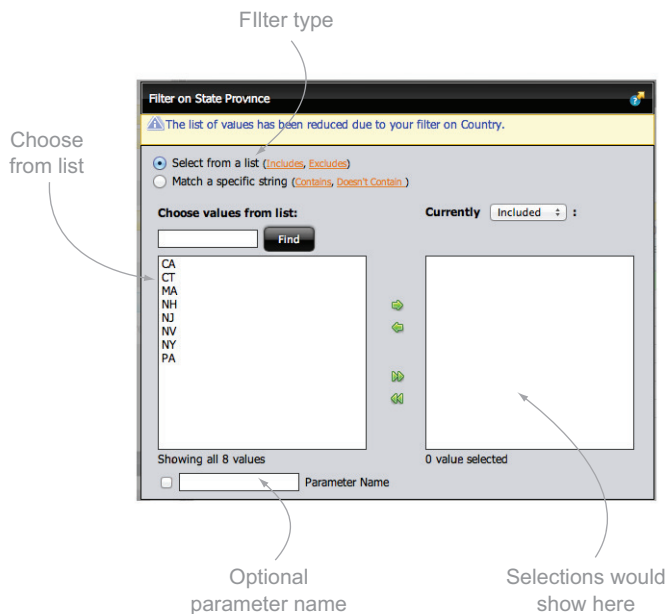 FIlter type
Filter on State Province
The list of values has been reduced due to your filter on Country.
Choose
from list
Select from a list (Includes, Excludes)
Match a specific string (Contains, Doesn't Contain )
Choose values from list:
Currently Included :
Find
CA
CT
MA
NH
NJ
NV
NY
PA
Showing all 8 values
0 value selected
Parameter Name
Optional
parameter name
Selections would
show here